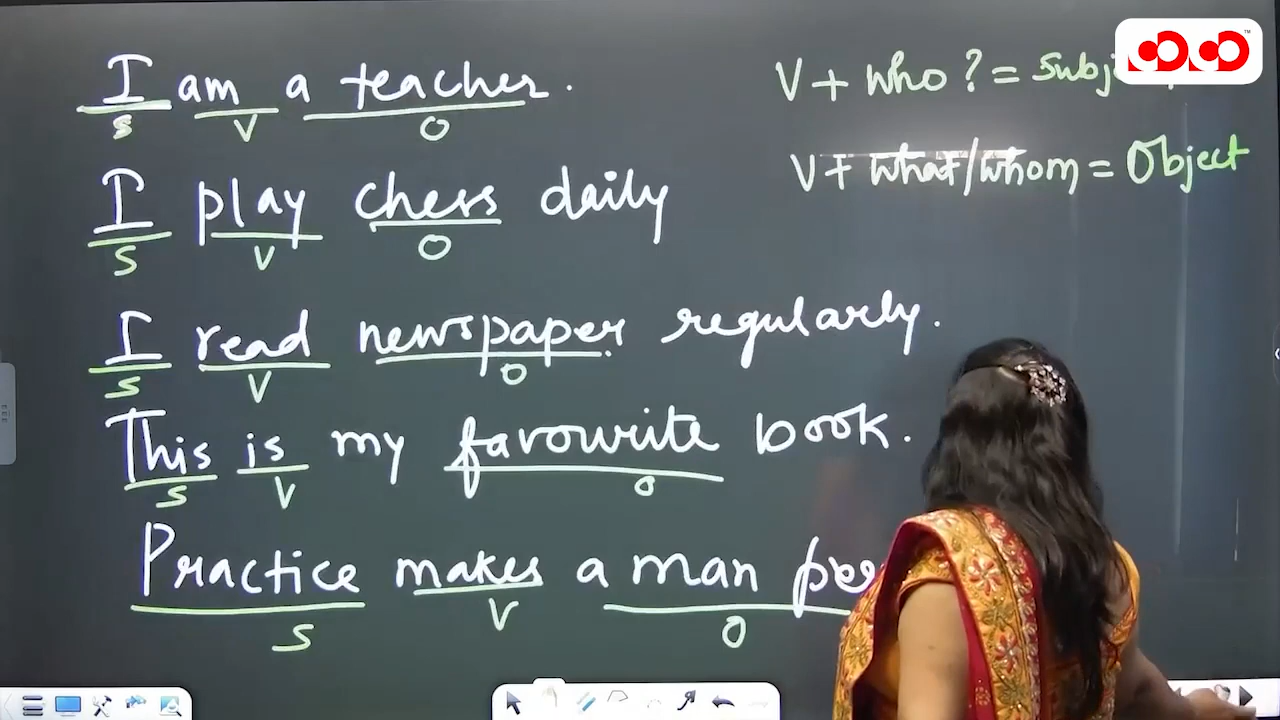 I am a teacher.
S V O
I play chess daily
S V O
I read newspaper regularly.
S V O
This is my favourite book.
S V O
Practice makes a man
S V O
V + who? =
V + what/whom = Object